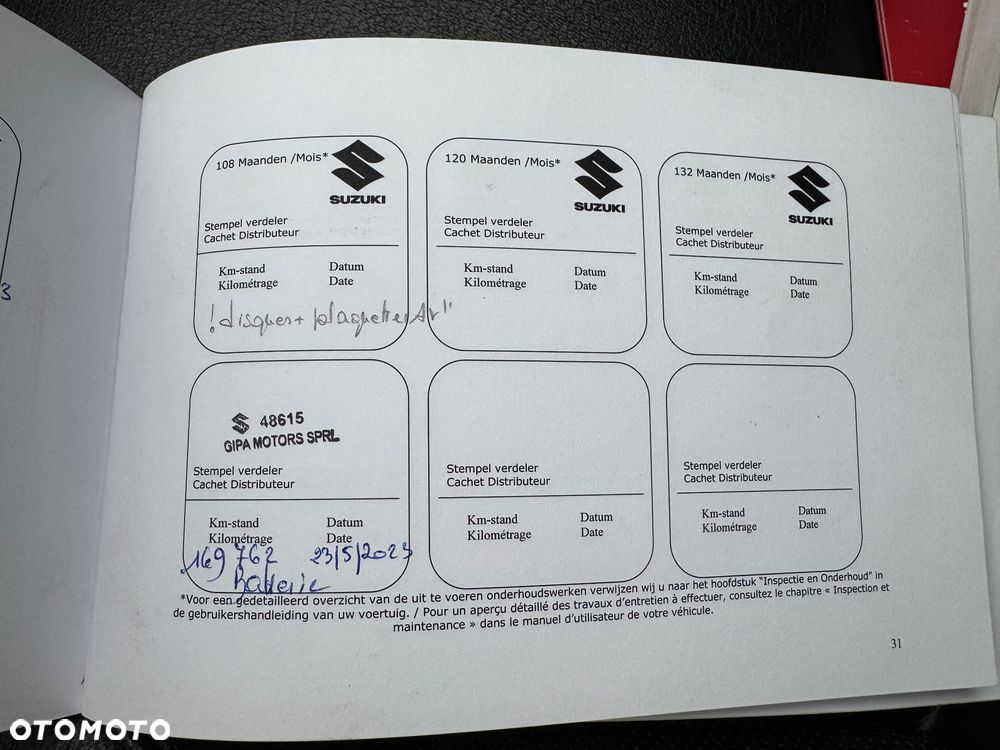 108 Maanden /Mois*
SUZUKI
Stempel verdeler
Cachet Distributeur
Km-stand Datum
Kilométrage Date
! disques + plaquettes Ar"
120 Maanden /Mois*
SUZUKI
Stempel verdeler
Cachet Distributeur
Km-stand Datum
Kilométrage Date
132 Maanden /Mois*
SUZUKI
Stempel verdeler
Cachet Distributeur
Km-stand Datum
Kilométrage Date
48615
GIPA MOTORS SPRL
Stempel verdeler
Cachet Distributeur
Km-stand Datum
Kilométrage Date
169 762 23/5/2023
Batterie
Stempel verdeler
Cachet Distributeur
Km-stand Datum
Kilométrage Date
Stempel verdeler
Cachet Distributeur
Km-stand Datum
Kilométrage Date
*Voor een gedetailleerd overzicht van de uit te voeren onderhoudswerken verwijzen wij u naar het hoofdstuk "Inspectie en Onderhoud" in
de gebruikershandleiding van uw voertuig. / Pour un aperçu détaillé des travaux d'entretien à effectuer, consultez le chapitre « Inspection et
maintenance » dans le manuel d'utilisateur de votre véhicule.
31
3
OTOMOTO